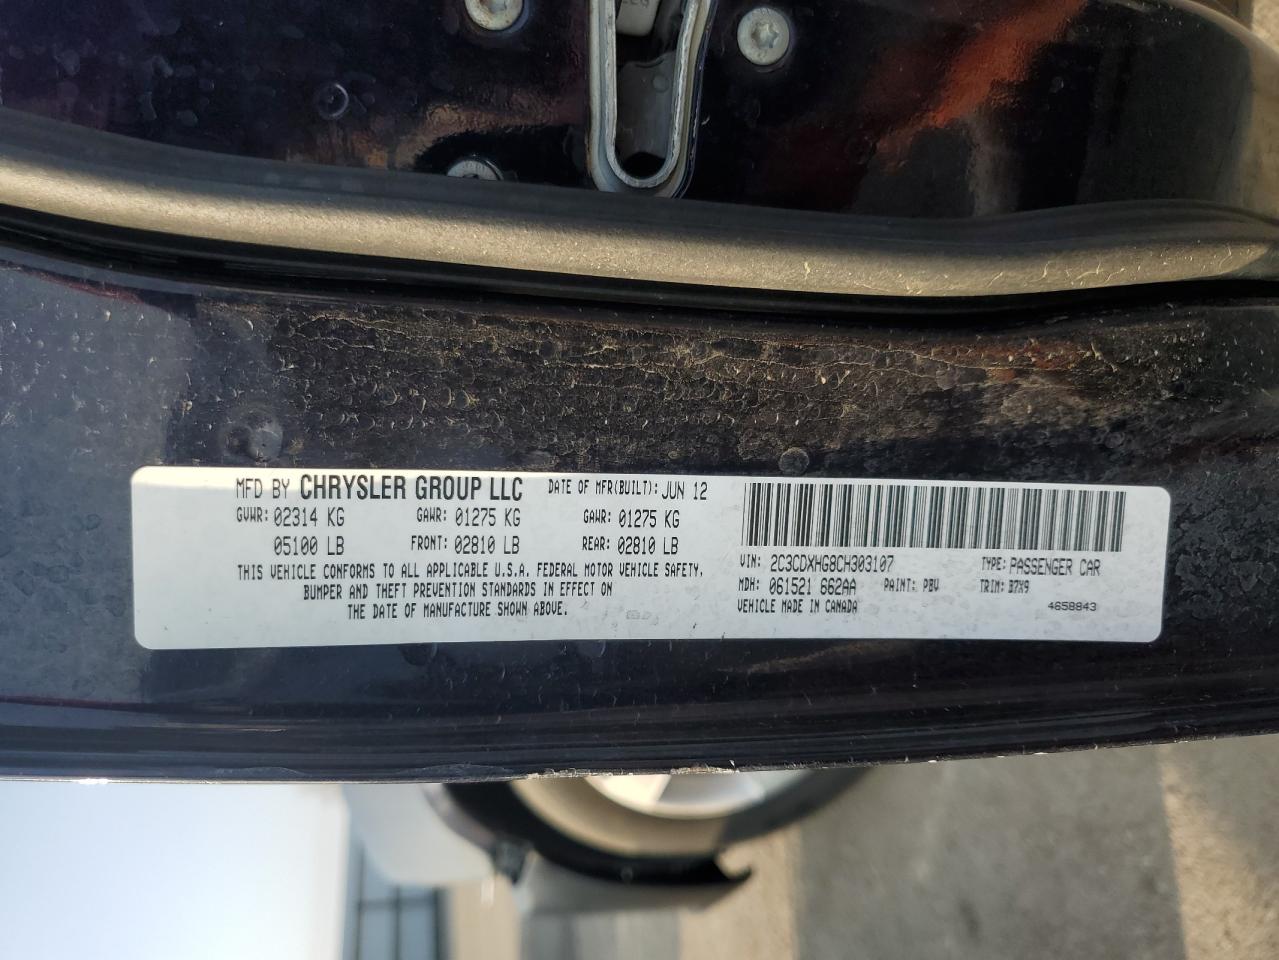 MFD BY CHRYSLER GROUP LLC DATE OF MFR(BUILT): JUN 12
GVWR: 02314 KG GAWR: 01275 KG GAWR: 01275 KG
05100 LB FRONT: 02810 LB REAR: 02810 LB
THIS VEHICLE CONFORMS TO ALL APPLICABLE U.S.A. FEDERAL MOTOR VEHICLE SAFETY,
BUMPER AND THEFT PREVENTION STANDARDS IN EFFECT ON
THE DATE OF MANUFACTURE SHOWN ABOVE.
VIN: 2C3CDXHG8CH303107 TYPE: PASSENGER CAR
MDH: 061521 662AA PAINT: PBV TRIM: B7X9
VEHICLE MADE IN CANADA 4658843